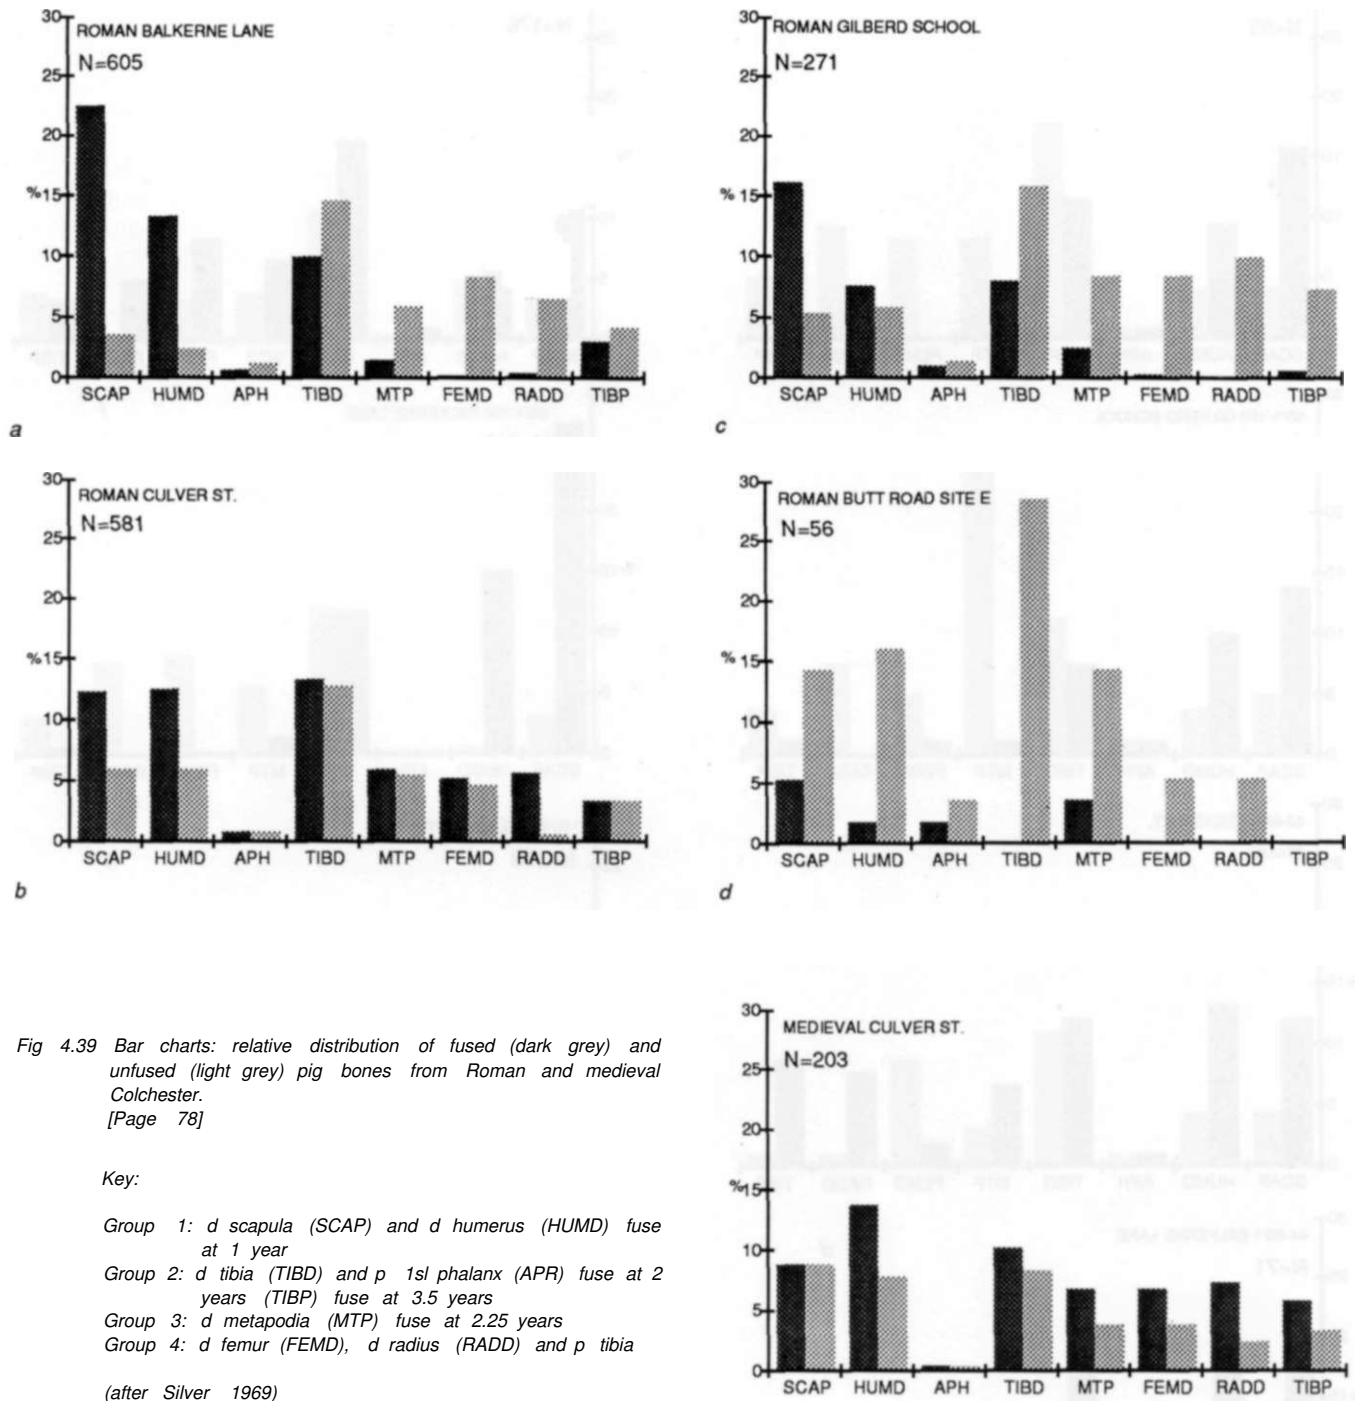 30
ROMAN BALKERNE LANE
N=605
25
20
%15
10
5
0
SCAP HUMD APH TIBD MTP FEMD RADD TIBP
a
30
ROMAN GILBERD SCHOOL
N=271
25
20
% 15
10
5
0
SCAP HUMD APH TIBD MTP FEMD RADD TIBP
c
30
ROMAN CULVER ST.
N=581
25
20
%15
10
5
0
SCAP HUMD APH TIBD MTP FEMD RADD TIBP
b
30
ROMAN BUTT ROAD SITE E
N=56
25
20
% 15
10
5
0
SCAP HUMD APH TIBD MTP FEMD RADD TIBP
d
Fig 4.39 Bar charts: relative distribution of fused (dark grey) and
unfused (light grey) pig bones from Roman and medieval
Colchester.
[Page 78]
Key:
Group 1: d scapula (SCAP) and d humerus (HUMD) fuse
at 1 year
Group 2: d tibia (TIBD) and p 1sl phalanx (APR) fuse at 2
years (TIBP) fuse at 3.5 years
Group 3: d metapodia (MTP) fuse at 2.25 years
Group 4: d femur (FEMD), d radius (RADD) and p tibia
(after Silver 1969)
30
MEDIEVAL CULVER ST.
N=203
25
20
%15
10
5
0
SCAP HUMD APH TIBD MTP FEMD RADD TIBP